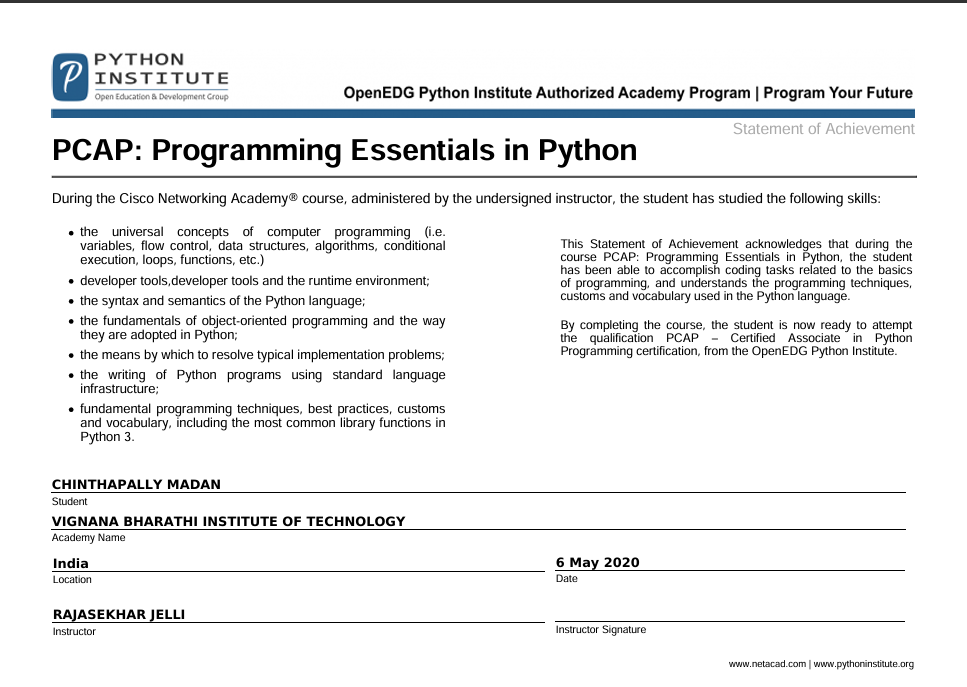 PYTHON
INSTITUTE
Open Education & Development Group
OpenEDG Python Institute Authorized Academy Program | Program Your Future
Statement of Achievement
PCAP: Programming Essentials in Python
During the Cisco Networking Academy® course, administered by the undersigned instructor, the student has studied the following skills:
• the universal concepts of computer programming (i.e.
variables, flow control, data structures, algorithms, conditional
execution, loops, functions, etc.)
• developer tools,developer tools and the runtime environment;
• the syntax and semantics of the Python language;
• the fundamentals of object-oriented programming and the way
they are adopted in Python;
• the means by which to resolve typical implementation problems;
• the writing of Python programs using standard language
infrastructure;
• fundamental programming techniques, best practices, customs
and vocabulary, including the most common library functions in
Python 3.
This Statement of Achievement acknowledges that during the
course PCAP: Programming Essentials in Python, the student
has been able to accomplish coding tasks related to the basics
of programming, and understands the programming techniques,
customs and vocabulary used in the Python language.
By completing the course, the student is now ready to attempt
the qualification PCAP – Certified Associate in Python
Programming certification, from the OpenEDG Python Institute.
CHINTHAPALLY MADAN
Student
VIGNANA BHARATHI INSTITUTE OF TECHNOLOGY
Academy Name
India
Location
6 May 2020
Date
RAJASEKHAR JELLI
Instructor
Instructor Signature
www.netacad.com | www.pythoninstitute.org